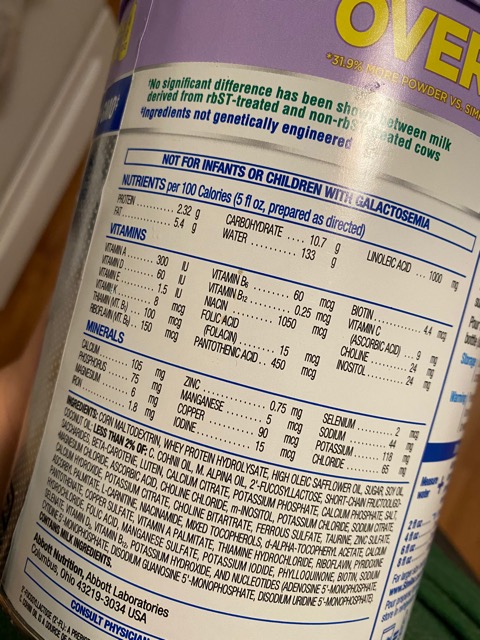 OVER
*31.9% MORE POWDER VS. SIM
†No significant difference has been shown between milk
derived from rbST-treated and non-rbST treated cows
‡Ingredients not genetically engineered
NOT FOR INFANTS OR CHILDREN WITH GALACTOSEMIA
NUTRIENTS per 100 Calories (5 fl oz, prepared as directed)
PROTEIN 2.32 g CARBOHYDRATE 10.7 g LINOLEIC ACID 1000 mg
FAT 5.4 g WATER 133 g
VITAMINS
VITAMIN A 300 IU VITAMIN B6 60 mcg BIOTIN 4.4 mcg
VITAMIN D 60 IU VITAMIN B12 0.25 mcg VITAMIN C
VITAMIN E 1.5 IU NIACIN 1050 mcg (ASCORBIC ACID) 9 mg
VITAMIN K 8 mcg FOLIC ACID CHOLINE 24 mg
THIAMIN (VIT. B1) 100 mcg (FOLACIN) 15 mcg INOSITOL 24 mg
RIBOFLAVIN (VIT. B2) 150 mcg PANTOTHENIC ACID 450 mcg
MINERALS
CALCIUM 105 mg ZINC 0.75 mg SELENIUM 2 mcg
PHOSPHORUS 75 mg MANGANESE 5 mcg SODIUM 44 mg
MAGNESIUM 6 mg COPPER 90 mcg POTASSIUM 118 mg
IRON 1.8 mg IODINE 15 mcg CHLORIDE 65 mg
INGREDIENTS: CORN MALTODEXTRIN, WHEY PROTEIN HYDROLYSATE, HIGH OLEIC SAFFLOWER OIL, SUGAR, SOY OIL,
COCONUT OIL; LESS THAN 2% OF: C. COHNII OIL, M. ALPINA OIL, 2'-FUCOSYLLACTOSE, SHORT-CHAIN FRUCTOOLIGO-
SACCHARIDES, BETA-CAROTENE, LUTEIN, CALCIUM CITRATE, POTASSIUM PHOSPHATE, CALCIUM PHOSPHATE, SALT,
MAGNESIUM CHLORIDE, ASCORBIC ACID, CHOLINE CHLORIDE, m-INOSITOL, POTASSIUM CHLORIDE, SODIUM CITRATE,
CALCIUM HYDROXIDE, POTASSIUM CITRATE, CHOLINE BITARTRATE, FERROUS SULFATE, TAURINE, ZINC SULFATE,
PANTOTHENATE, L-CARNITINE, NIACINAMIDE, MIXED TOCOPHEROLS, d-ALPHA-TOCOPHERYL ACETATE, CALCIUM
HYDROCHLORIDE, COPPER SULFATE, VITAMIN A PALMITATE, THIAMINE HYDROCHLORIDE, RIBOFLAVIN, PYRIDOXINE
FOLIC ACID, MANGANESE SULFATE, POTASSIUM IODIDE, PHYLLOQUINONE, BIOTIN, SODIUM
VITAMIN D3, VITAMIN B12, POTASSIUM HYDROXIDE, AND NUCLEOTIDES (ADENOSINE 5'-MONOPHOSPHATE,
5'-MONOPHOSPHATE, DISODIUM GUANOSINE 5'-MONOPHOSPHATE, DISODIUM URIDINE 5'-MONOPHOSPHATE).
CONTAINS MILK INGREDIENTS.
Abbott Nutrition, Abbott Laboratories
Columbus, Ohio 43219-3034 USA
CONSULT PHYSICIAN